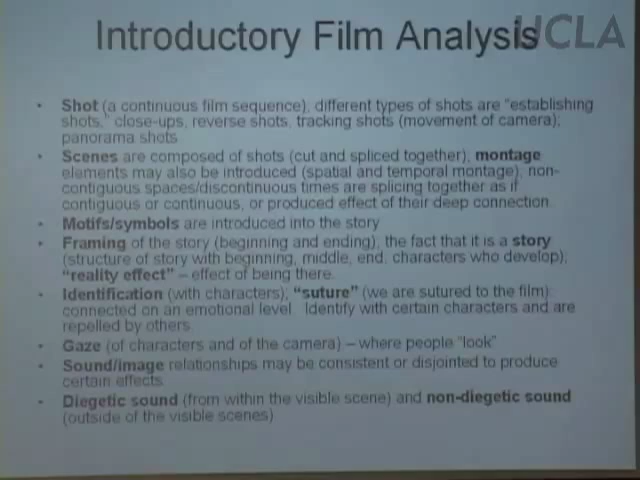 Introductory Film Analysis
UCLA
• Shot (a continuous film sequence); different types of shots are "establishing
shots," close-ups, reverse shots, tracking shots (movement of camera);
panorama shots
• Scenes are composed of shots (cut and spliced together); montage
elements may also be introduced (spatial and temporal montage); non-
contiguous spaces/discontinuous times are splicing together as if
contiguous or continuous, or produced effect of their deep connection
• Motifs/symbols are introduced into the story
• Framing of the story (beginning and ending); the fact that it is a story
(structure of story with beginning, middle, end, characters who develop);
"reality effect" – effect of being there.
• Identification (with characters); "suture" (we are sutured to the film):
connected on an emotional level. Identify with certain characters and are
repelled by others
• Gaze (of characters and of the camera) – where people "look"
• Sound/image relationships may be consistent or disjointed to produce
certain effects
• Diegetic sound (from within the visible scene) and non-diegetic sound
(outside of the visible scenes)